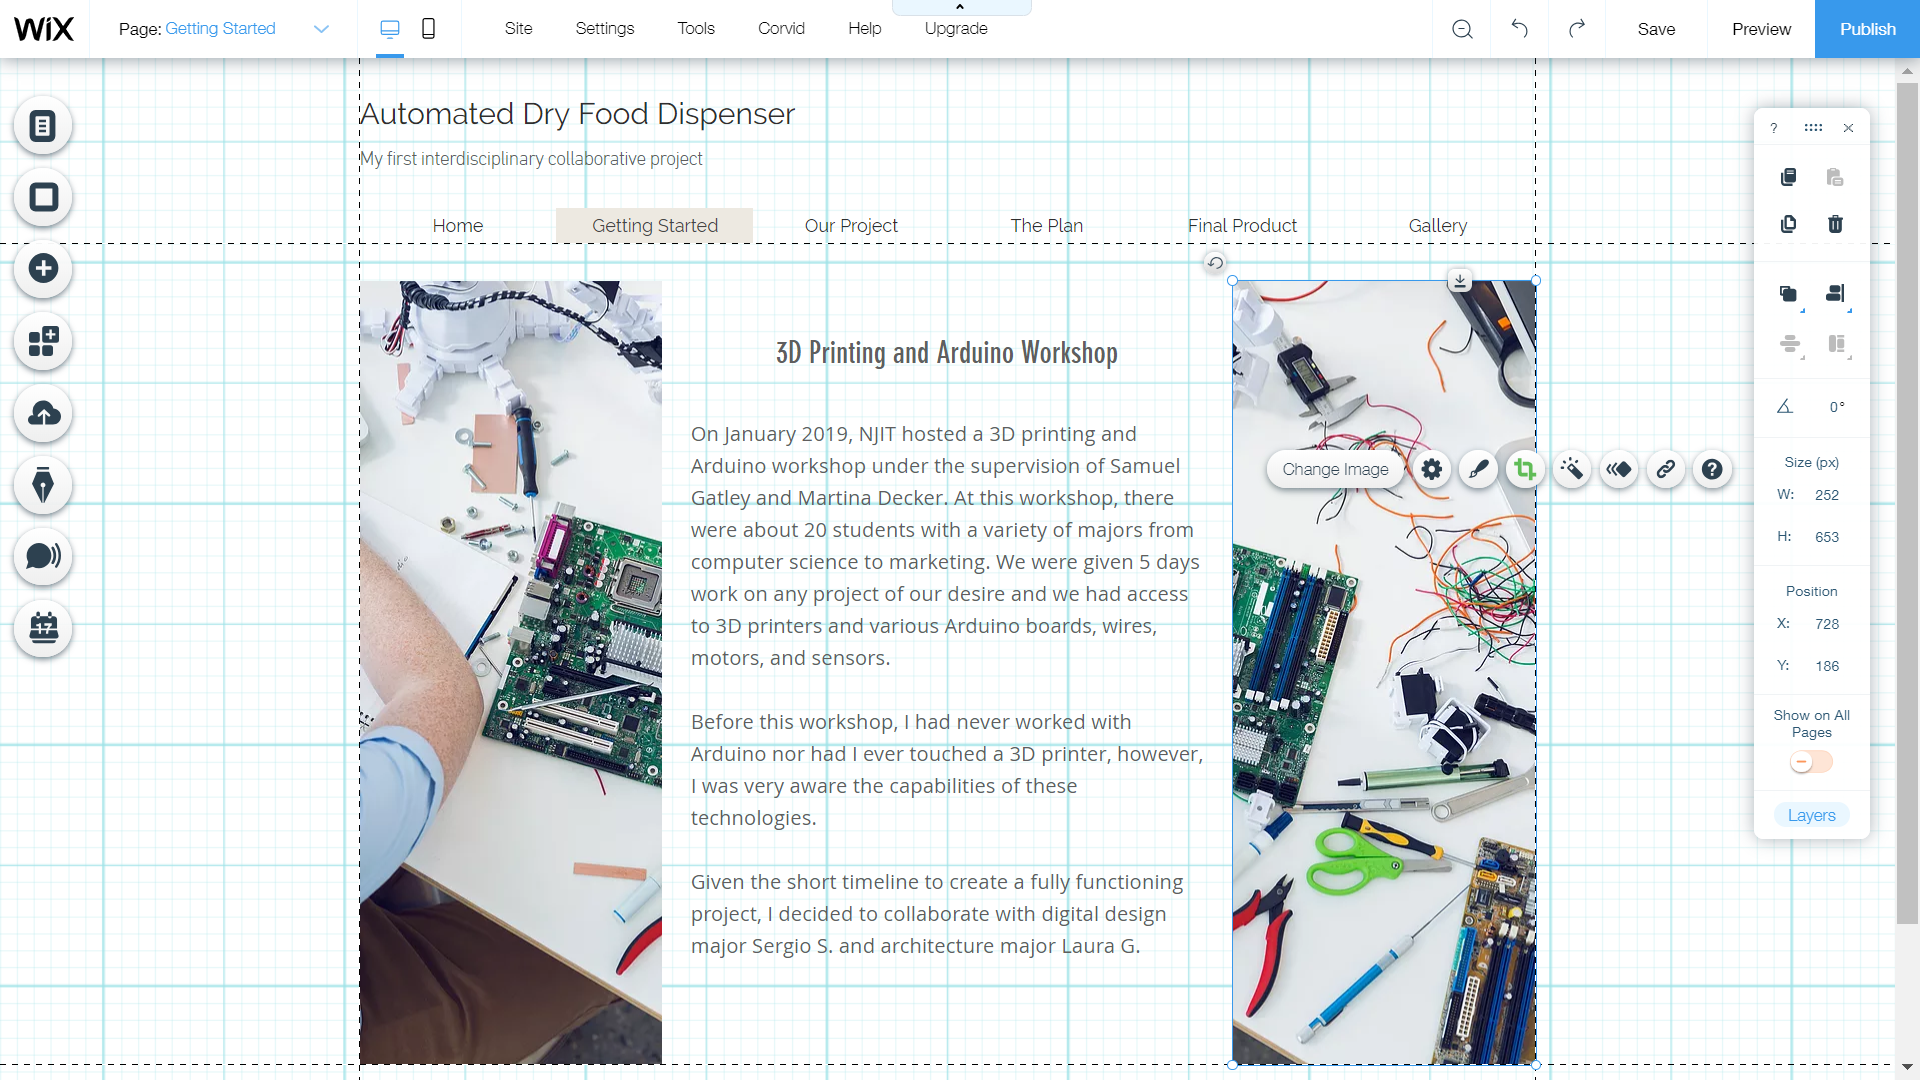 WiX
Page: Getting Started
Site
Settings
Tools
Corvid
Help
Upgrade
Save
Preview
Publish
Automated Dry Food Dispenser
My first interdisciplinary collaborative project
Home
Getting Started
Our Project
The Plan
Final Product
Gallery
3D Printing and Arduino Workshop
On January 2019, NJIT hosted a 3D printing and
Arduino workshop under the supervision of Samuel
Gatley and Martina Decker. At this workshop, there
were about 20 students with a variety of majors from
computer science to marketing. We were given 5 days
work on any project of our desire and we had access
to 3D printers and various Arduino boards, wires,
motors, and sensors.
Before this workshop, I had never worked with
Arduino nor had I ever touched a 3D printer, however,
I was very aware the capabilities of these
technologies.
Given the short timeline to create a fully functioning
project, I decided to collaborate with digital design
major Sergio S. and architecture major Laura G.
Change Image
?
?
0°
Size (px)
W: 252
H: 653
Position
X: 728
Y: 186
Show on All
Pages
Layers
17